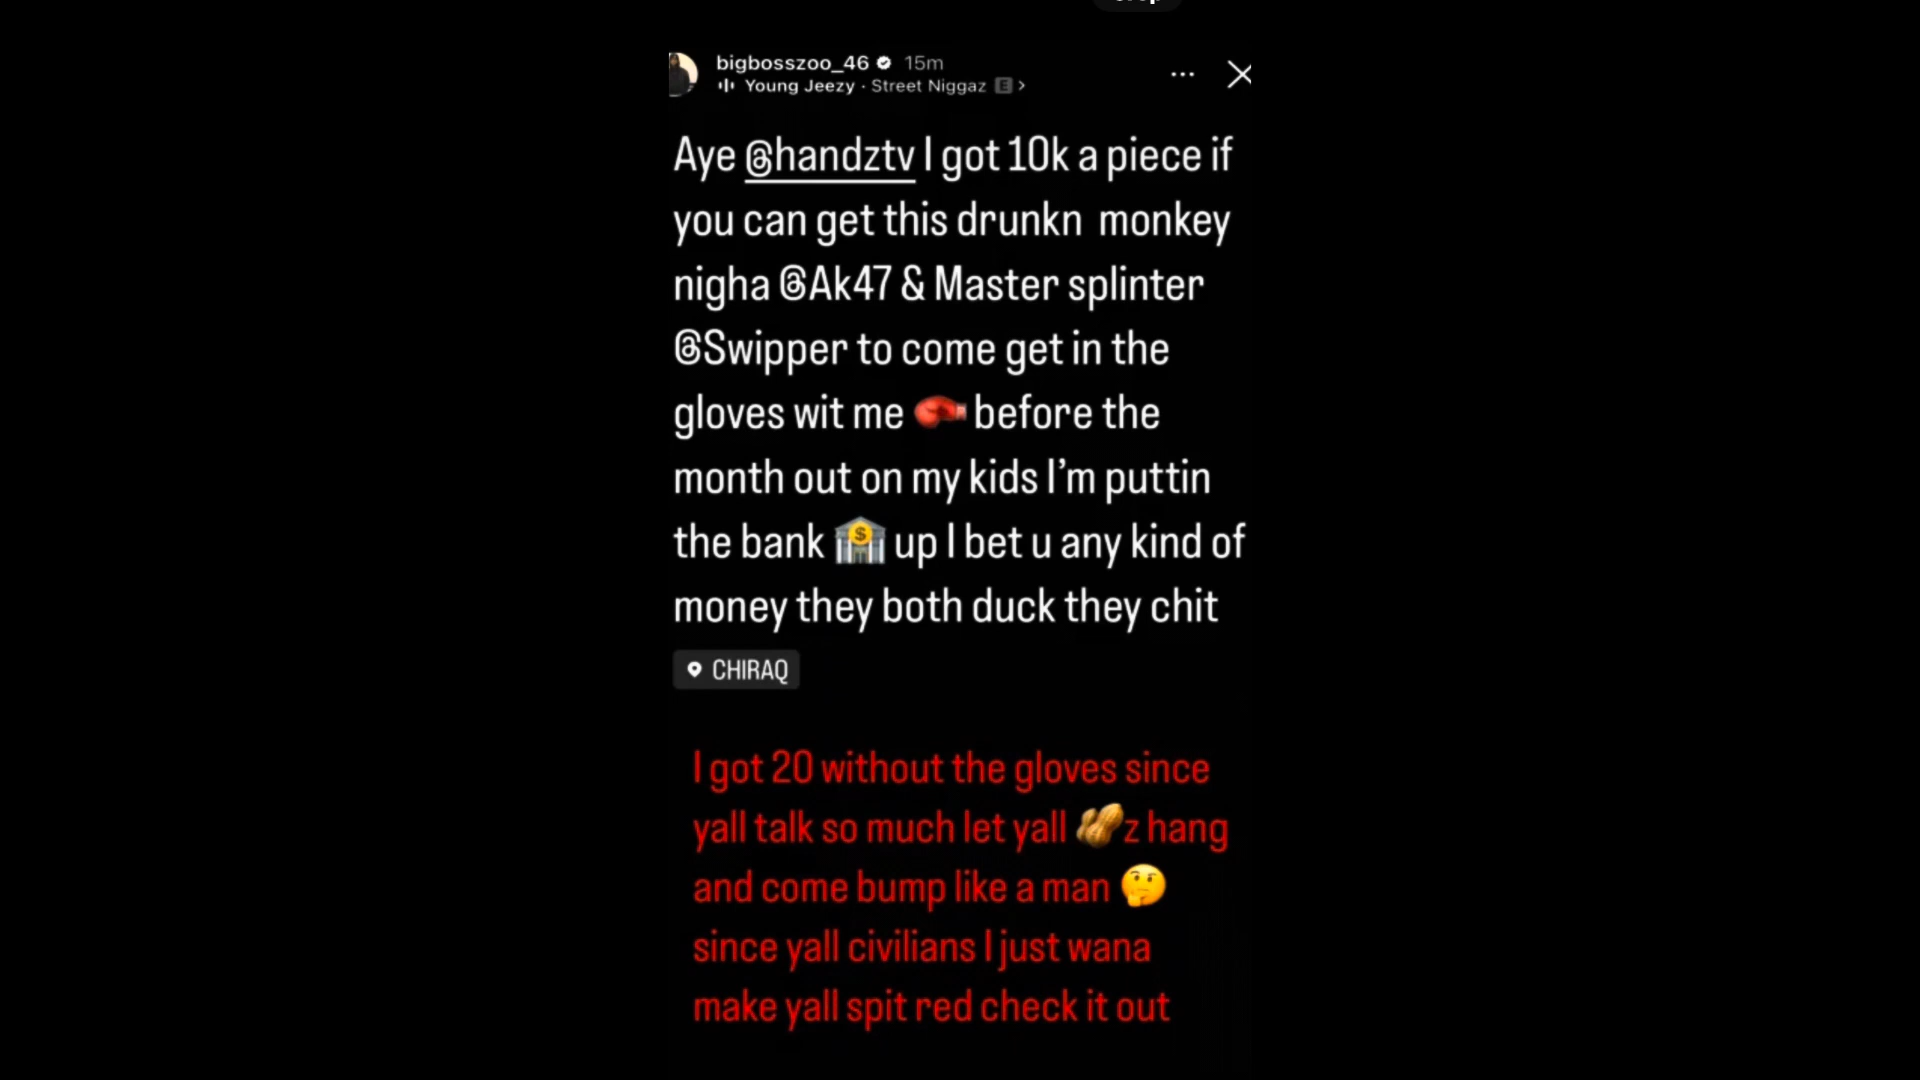 bigbosszoo_46 15m
Young Jeezy · Street Niggaz E >
Aye @handztv I got 10k a piece if
you can get this drunkn monkey
nigha @Ak47 & Master splinter
@Swipper to come get in the
gloves wit me 🥊 before the
month out on my kids I'm puttin
the bank 🏦 up I bet u any kind of
money they both duck they chit
CHIRAQ
I got 20 without the gloves since
yall talk so much let yall 🥜z hang
and come bump like a man 🤔
since yall civilians I just wana
make yall spit red check it out